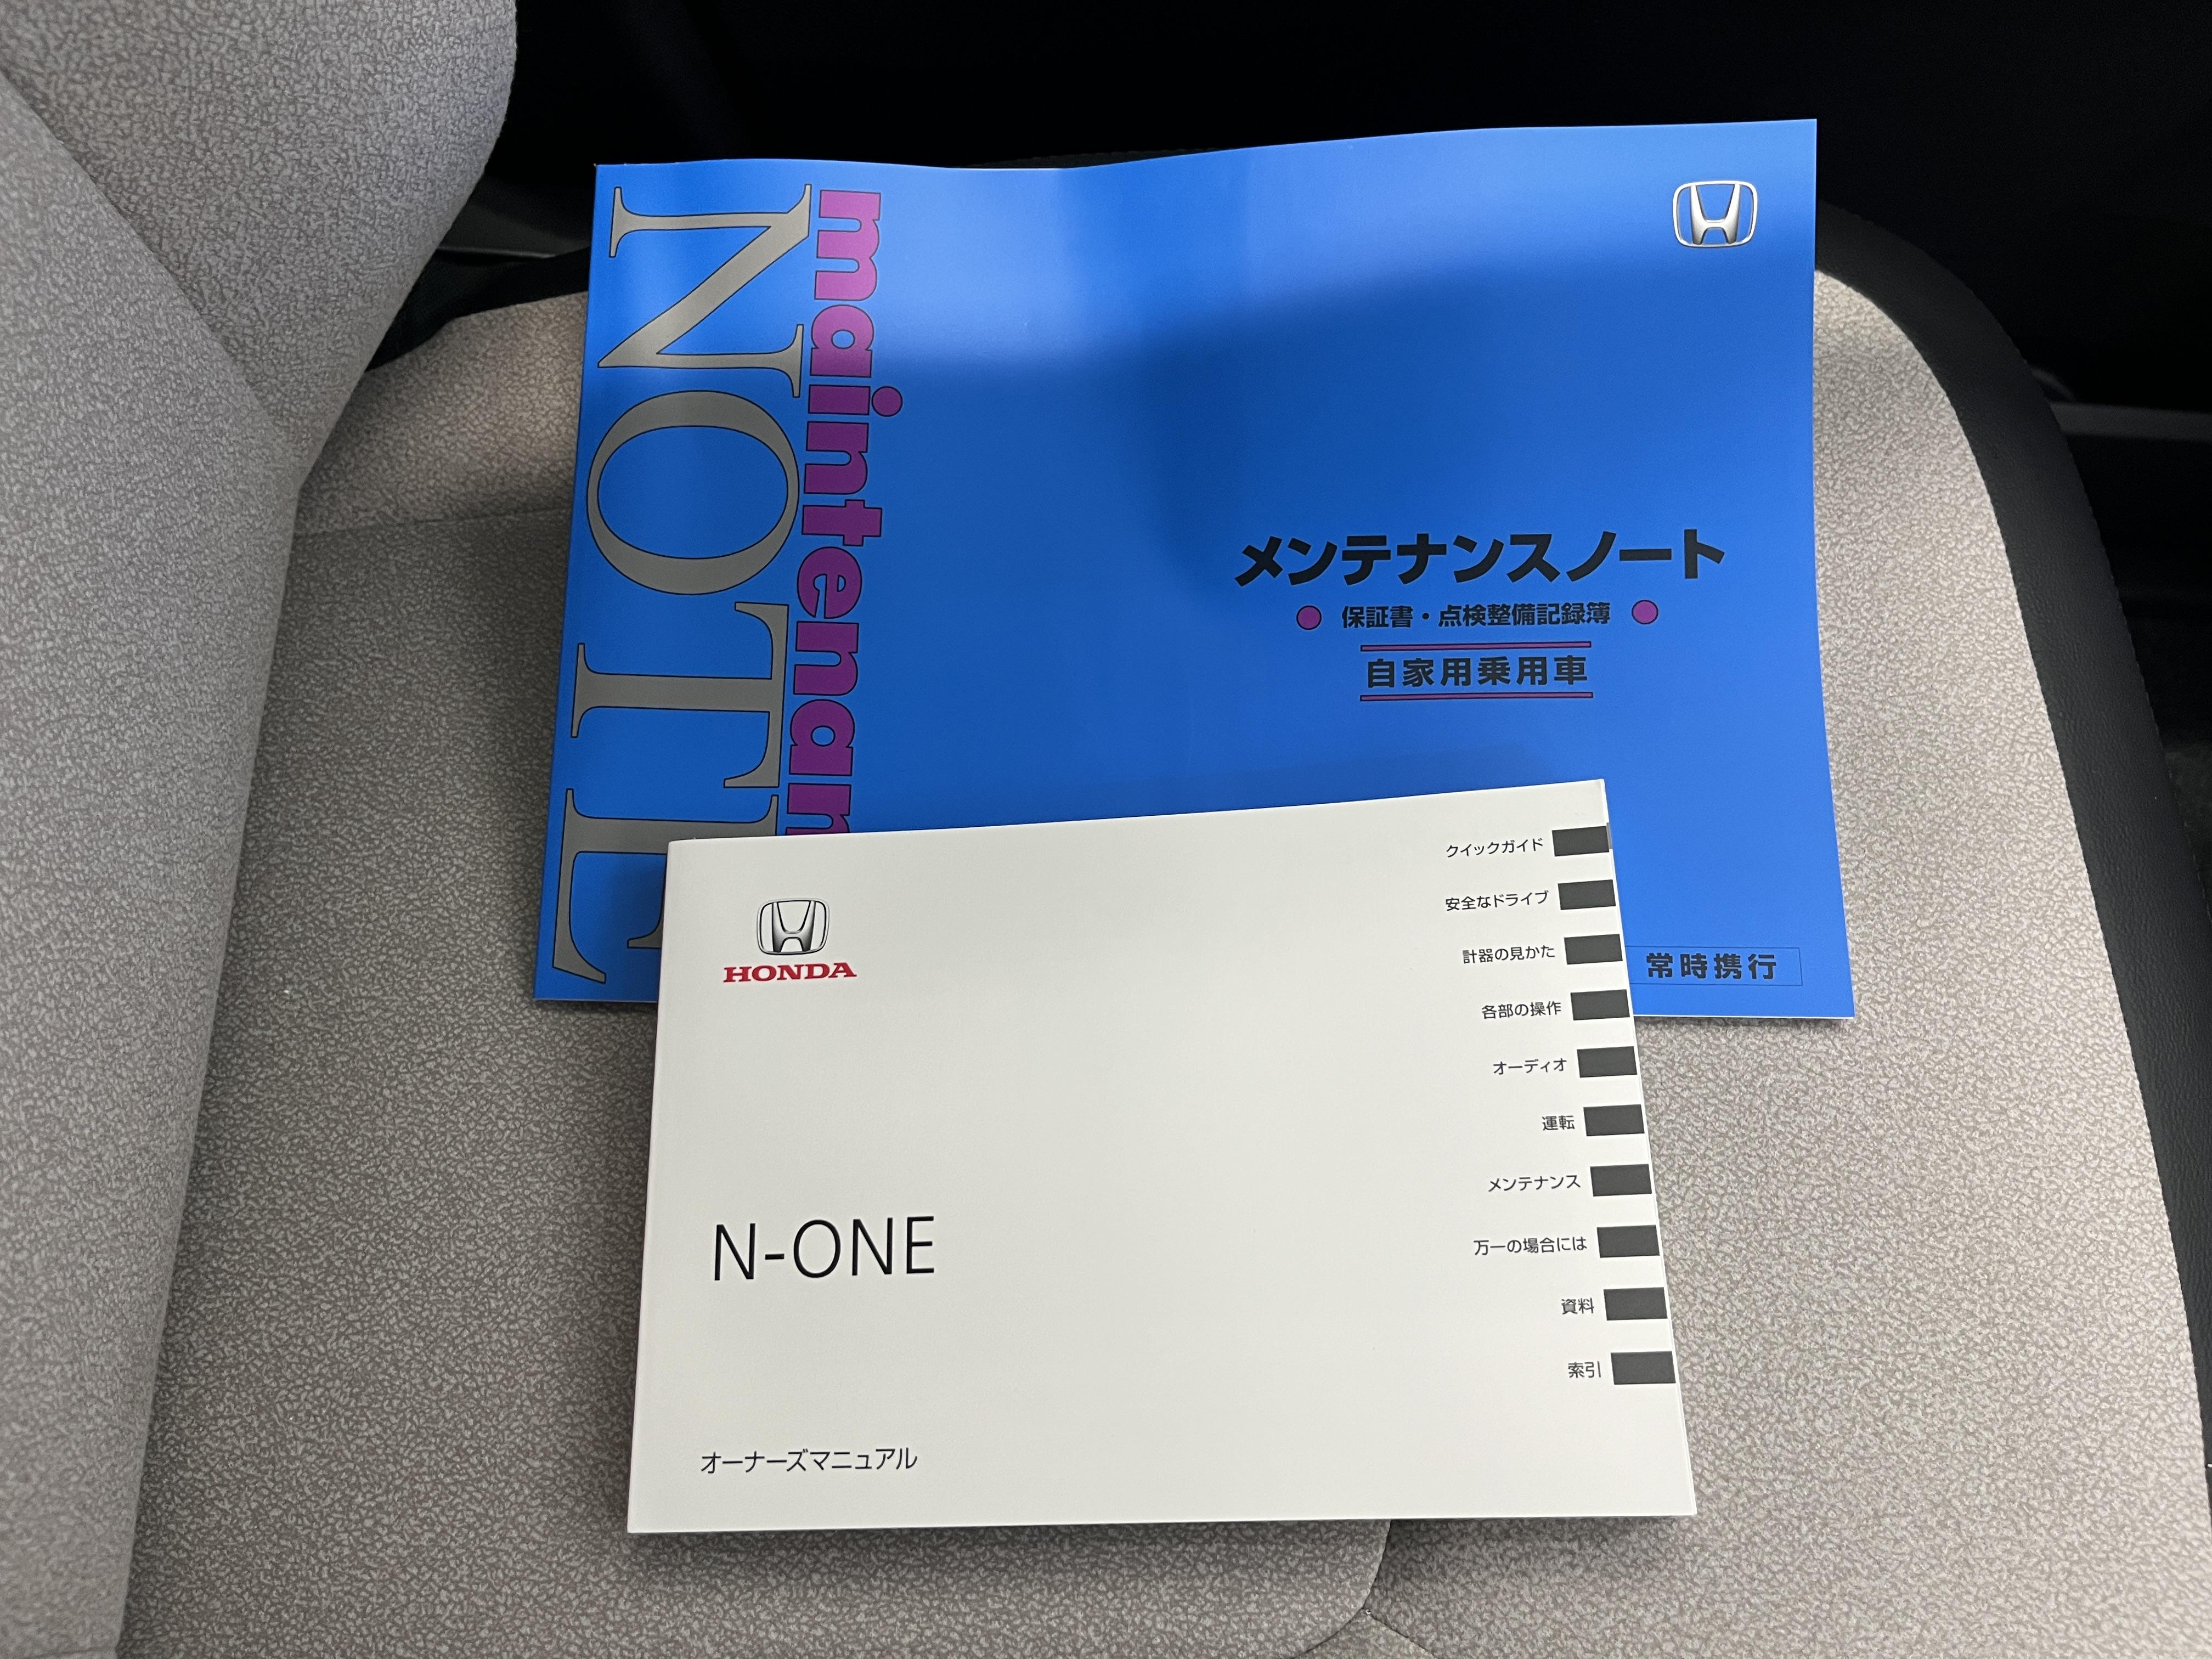 NOTE
メンテナンスノート
保証書・点検整備記録簿
自家用乗用車
常時携行
HONDA
N-ONE
オーナーズマニュアル
クイックガイド
安全なドライブ
計器の見かた
各部の操作
オーディオ
運転
メンテナンス
万一の場合には
資料
索引